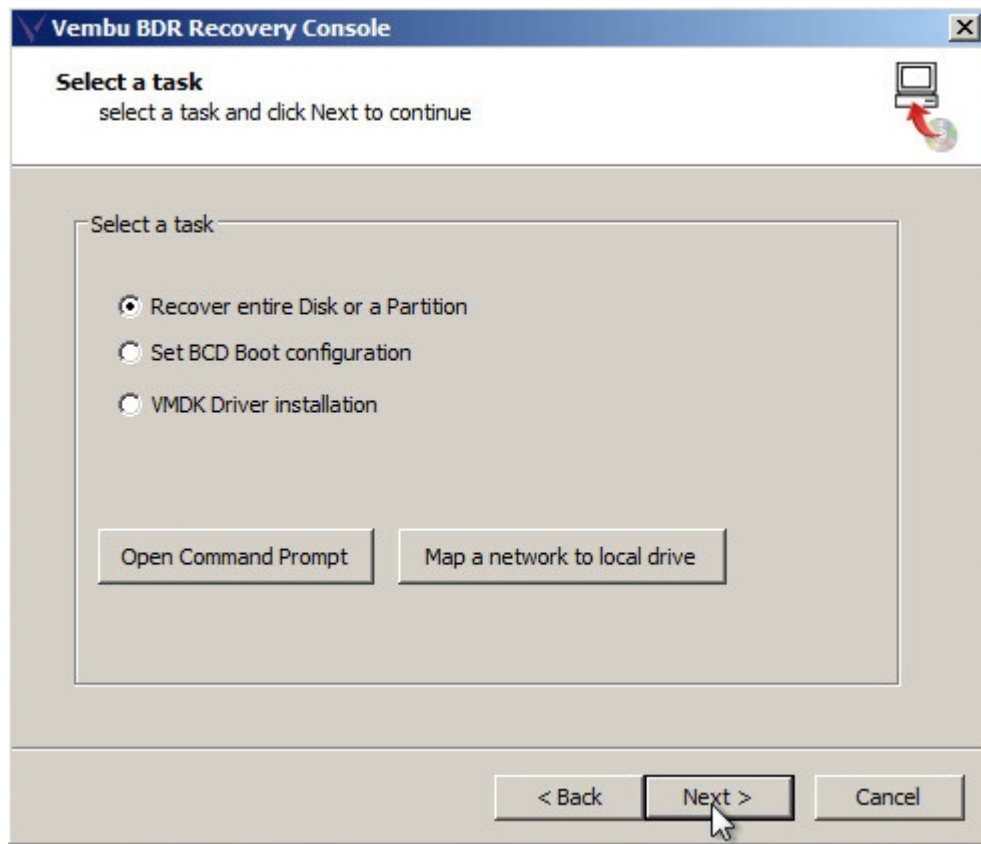 Vembu BDR Recovery Console
Select a task
select a task and click Next to continue
Select a task
Recover entire Disk or a Partition
Set BCD Boot configuration
VMDK Driver installation
Open Command Prompt
Map a network to local drive
< Back
Next >
Cancel